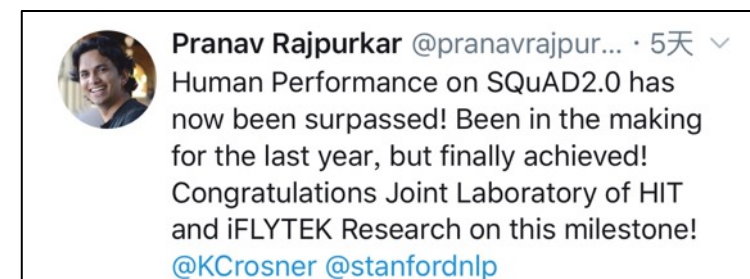 Pranav Rajpurkar @pranavrajpur... · 5天
Human Performance on SQuAD2.0 has
now been surpassed! Been in the making
for the last year, but finally achieved!
Congratulations Joint Laboratory of HIT
and iFLYTEK Research on this milestone!
@KCrosner @stanfordnlp